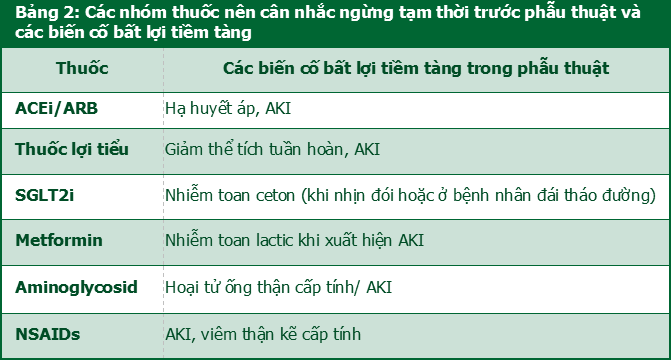 Bảng 2: Các nhóm thuốc nên cân nhắc ngừng tạm thời trước phẫu thuật và
các biến cố bất lợi tiềm tàng
Thuốc Các biến cố bất lợi tiềm tàng trong phẫu thuật
ACEi/ARB Hạ huyết áp, AKI
Thuốc lợi tiểu Giảm thể tích tuần hoàn, AKI
SGLT2i Nhiễm toan ceton (khi nhịn đói hoặc ở bệnh nhân đái tháo đường)
Metformin Nhiễm toan lactic khi xuất hiện AKI
Aminoglycosid Hoại tử ống thận cấp tính/ AKI
NSAIDs AKI, viêm thận kẽ cấp tính